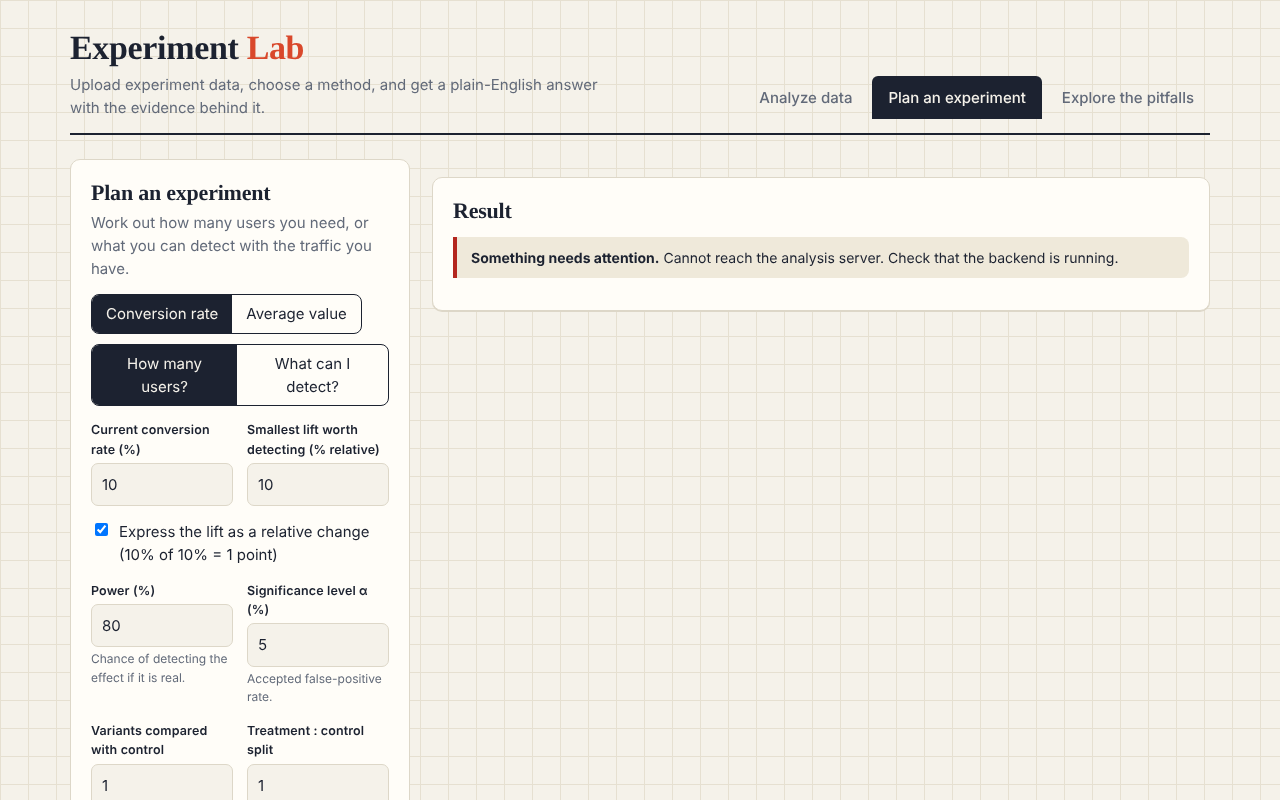 Experiment Lab
Upload experiment data, choose a method, and get a plain-English answer
with the evidence behind it.
Analyze data
Plan an experiment
Explore the pitfalls
Plan an experiment
Work out how many users you need, or
what you can detect with the traffic you
have.
Conversion rate
Average value
How many
users?
What can I
detect?
Current conversion
rate (%)
Smallest lift worth
detecting (% relative)
10
10
Express the lift as a relative change
(10% of 10% = 1 point)
Power (%)
Significance level α
(%)
80
5
Chance of detecting the
effect if it is real.
Accepted false-positive
rate.
Variants compared
with control
Treatment : control
split
1
1
Result
Something needs attention. Cannot reach the analysis server. Check that the backend is running.